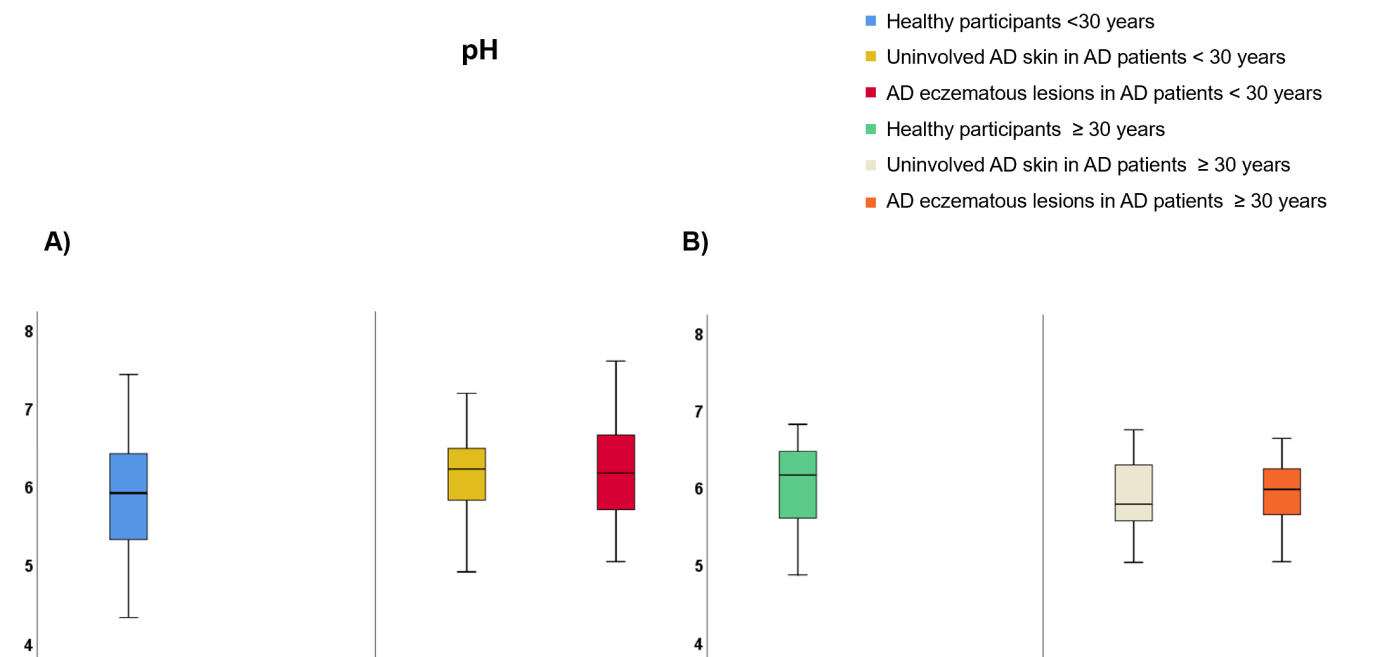 pH
Healthy participants <30 years
Uninvolved AD skin in AD patients < 30 years
AD eczematous lesions in AD patients < 30 years
Healthy participants ≥ 30 years
Uninvolved AD skin in AD patients ≥ 30 years
AD eczematous lesions in AD patients ≥ 30 years
A)
8
7
6
5
4
B)
8
7
6
5
4